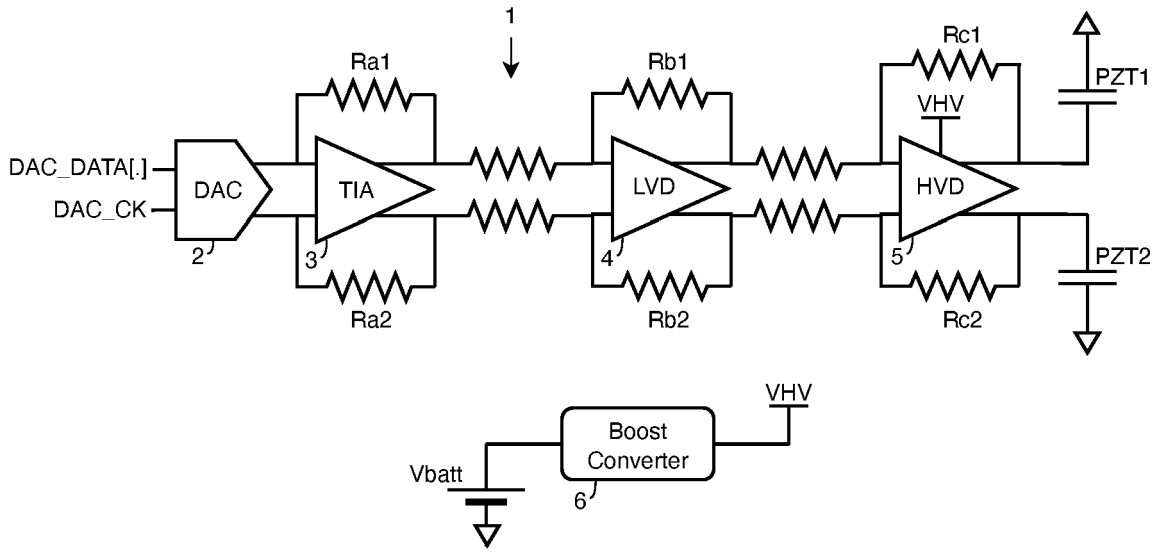 1
Ra1
Rb1
Rc1
PZT1
VHV
DAC_DATA[.]
DAC
TIA
LVD
HVD
DAC_CK
2
3
4
5
PZT2
Ra2
Rb2
Rc2
VHV
Boost
Converter
Vbatt
6